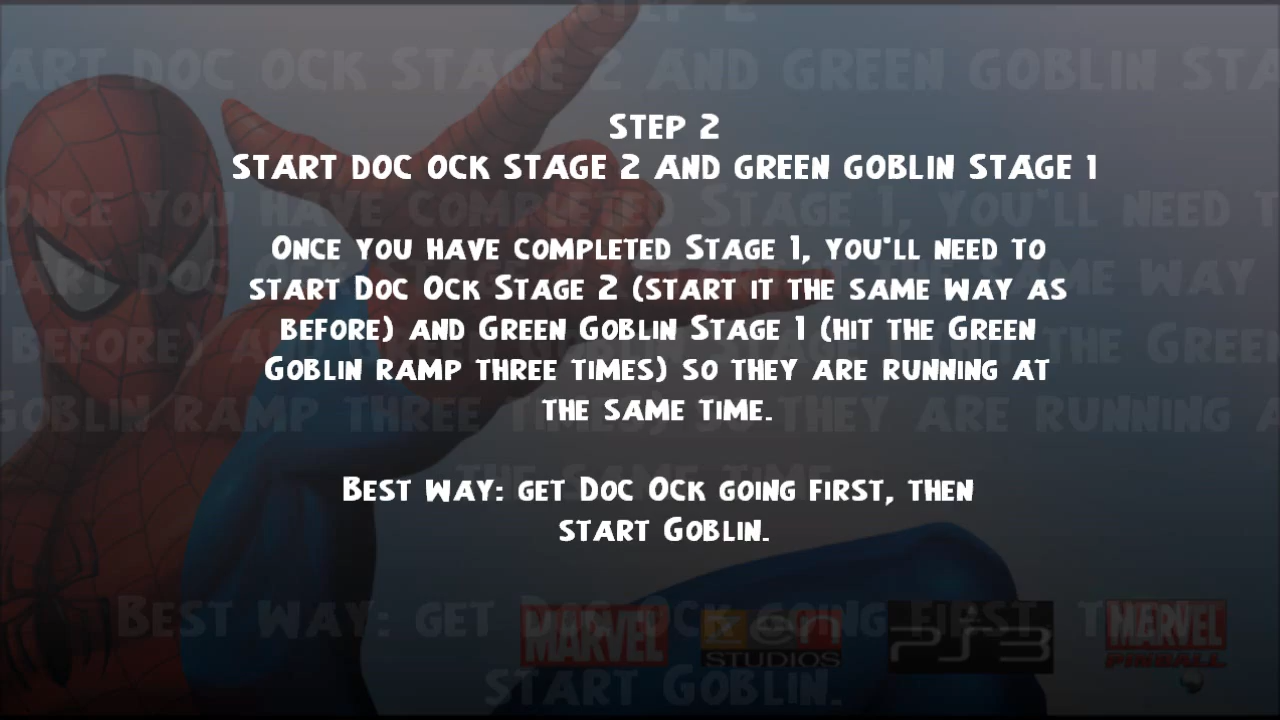 STEP 2
START DOC OCK STAGE 2 AND GREEN GOBLIN STAGE 1
ONCE YOU HAVE COMPLETED STAGE 1, YOU'LL NEED TO
START DOC OCK STAGE 2 (START IT THE SAME WAY AS
BEFORE) AND GREEN GOBLIN STAGE 1 (HIT THE GREEN
GOBLIN RAMP THREE TIMES) SO THEY ARE RUNNING AT
THE SAME TIME.
BEST WAY: GET DOC OCK GOING FIRST, THEN
START GOBLIN.
MARVEL
Zen STUDIOS
PS3
MARVEL
PINBALL